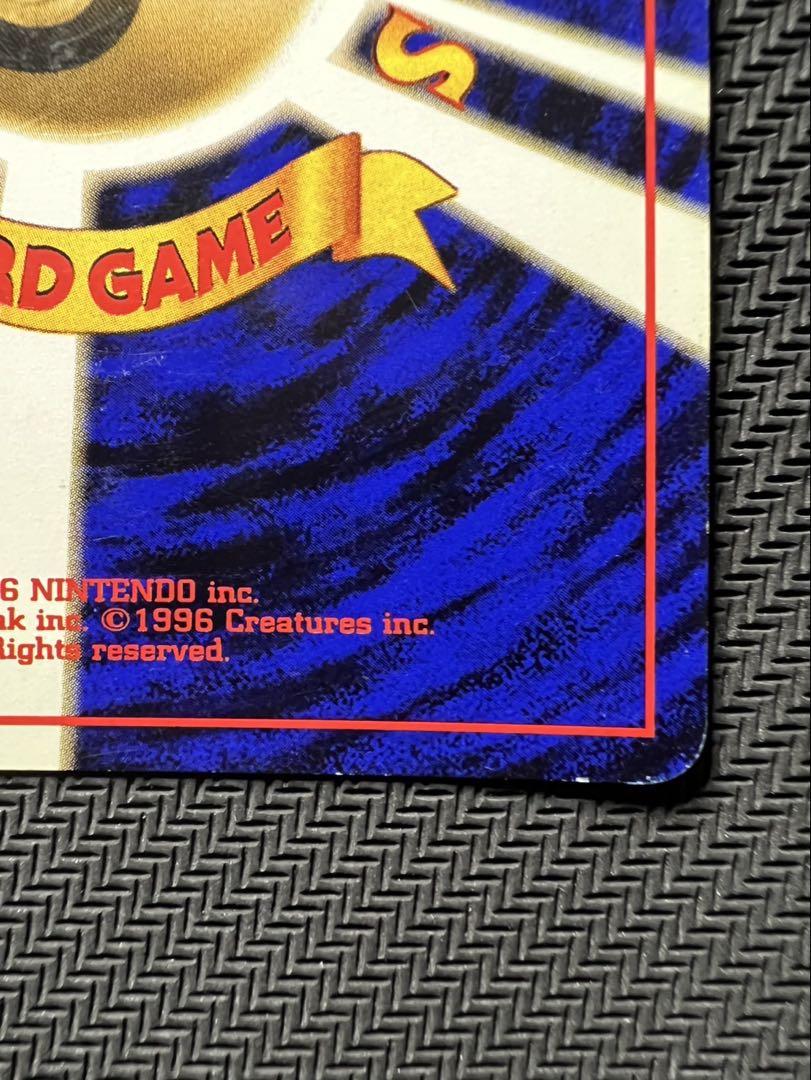 S
RD GAME
6 NINTENDO inc.
ak inc. ©1996 Creatures inc.
Rights reserved.